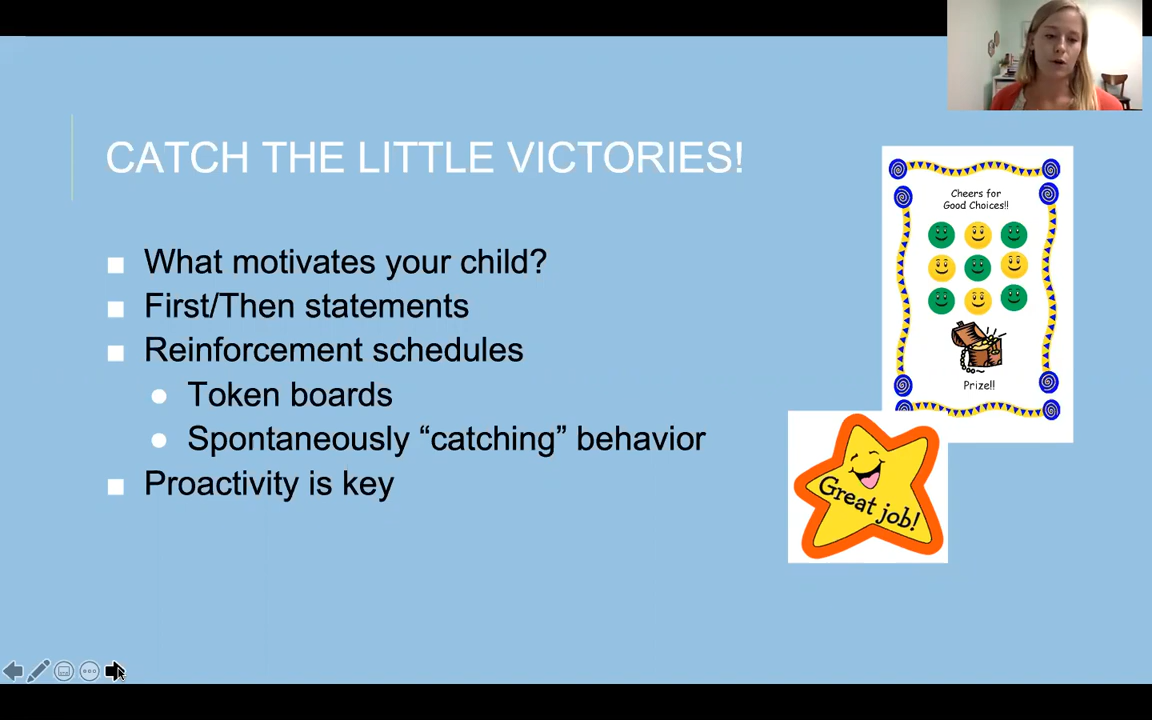 CATCH THE LITTLE VICTORIES!
What motivates your child?
First/Then statements
Reinforcement schedules
Token boards
Spontaneously “catching” behavior
Proactivity is key
Cheers for
Good Choices!!
Prize!!
Great job!